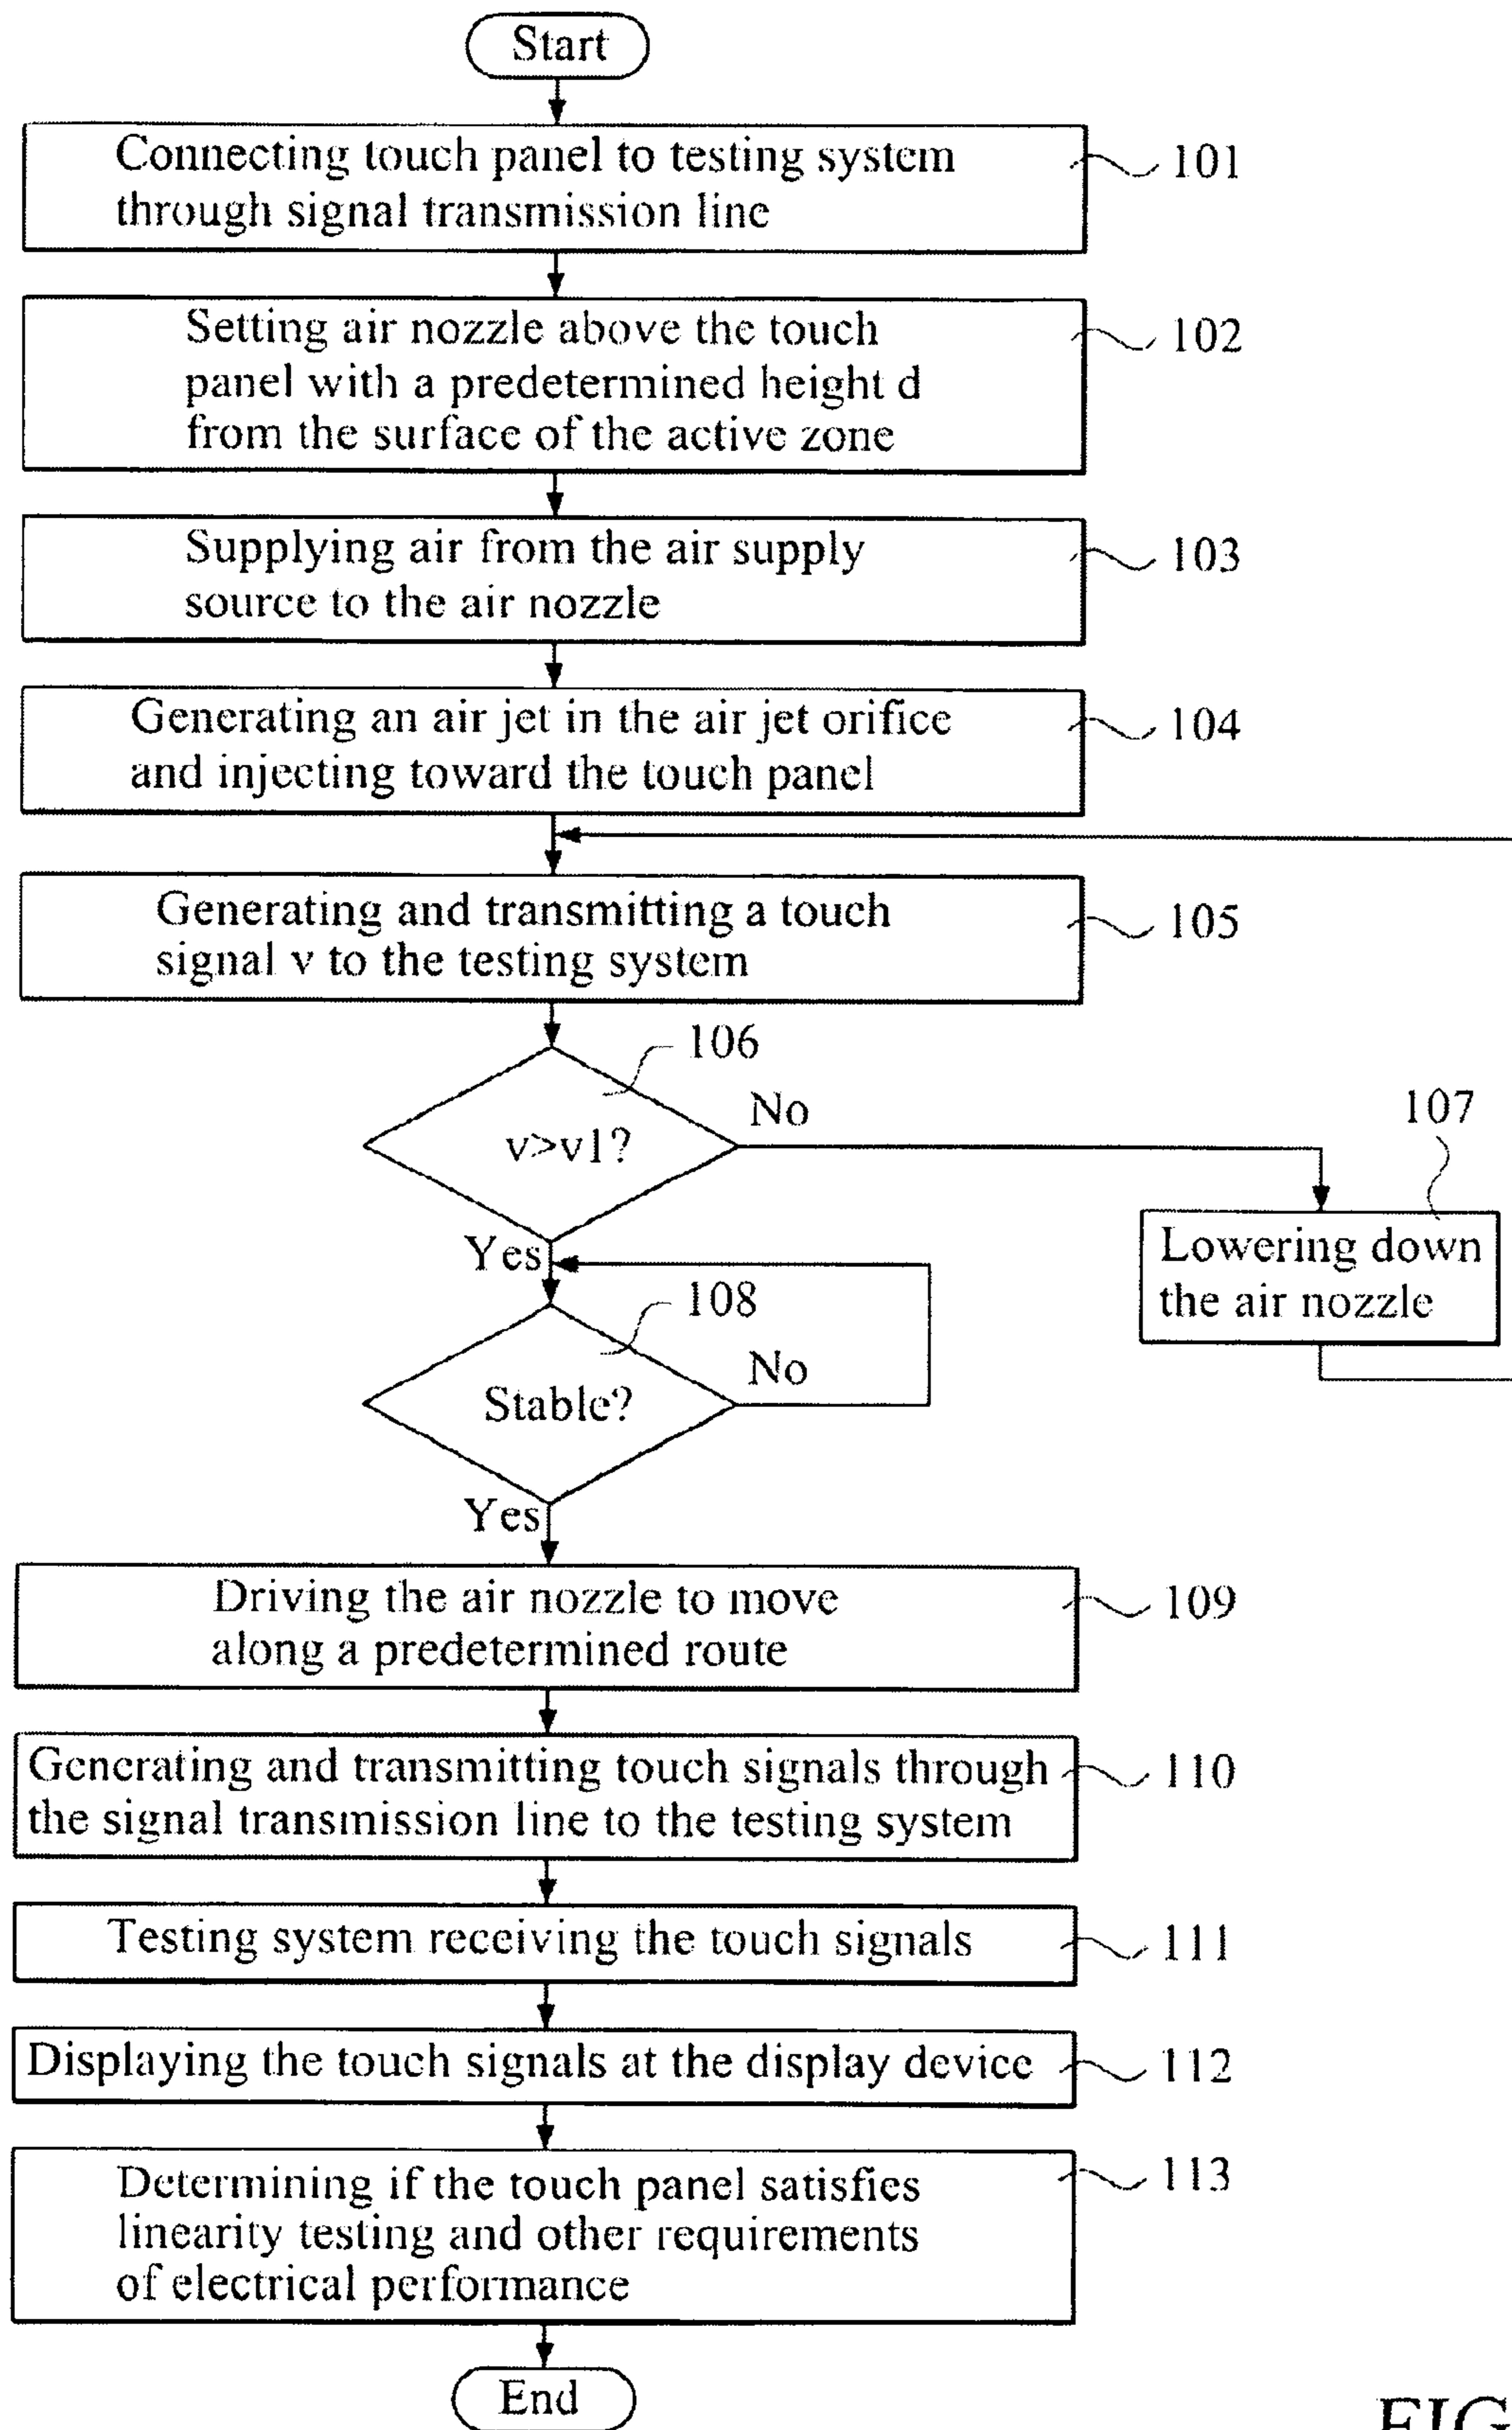 Start
Connecting touch panel to testing system
through signal transmission line
101
Setting air nozzle above the touch
panel with a predetermined height d
from the surface of the active zone
102
Supplying air from the air supply
source to the air nozzle
103
Generating an air jet in the air jet orifice
and injecting toward the touch panel
104
Generating and transmitting a touch
signal v to the testing system
105
106
v>v1?
No
107
Lowering down
the air nozzle
Yes
108
Stable?
No
Yes
Driving the air nozzle to move
along a predetermined route
109
Generating and transmitting touch signals through
the signal transmission line to the testing system
110
Testing system receiving the touch signals
111
Displaying the touch signals at the display device
112
Determining if the touch panel satisfies
linearity testing and other requirements
of electrical performance
113
End
FIG